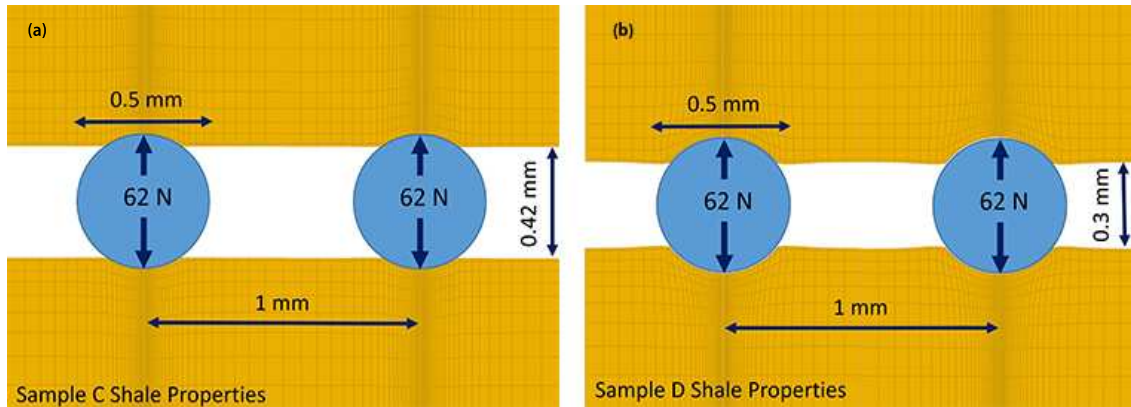 (a)
0.5 mm
62 N
62 N
0.42 mm
1 mm
Sample C Shale Properties
(b)
0.5 mm
62 N
62 N
0.3 mm
1 mm
Sample D Shale Properties